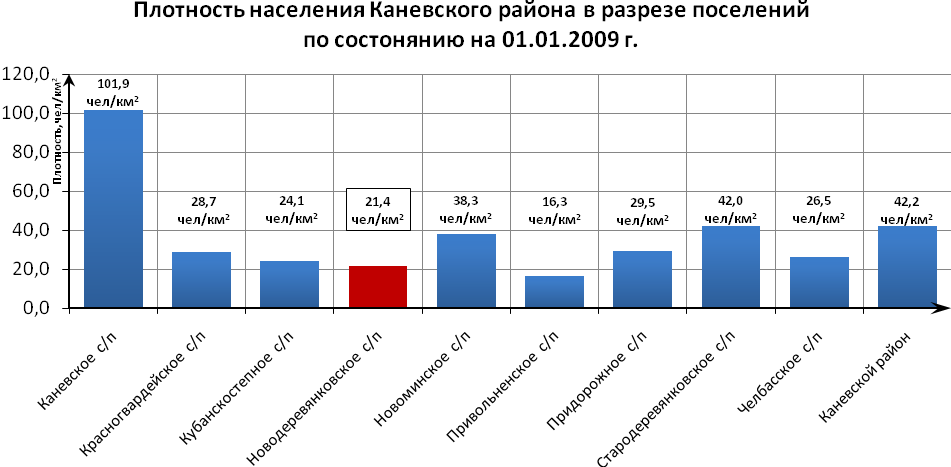 Плотность населения Каневского района в разрезе поселений
по состонянию на 01.01.2009 г.
Плотность,чел/км²
120,0
100,0
80,0
60,0
40,0
20,0
0,0
101,9
чел/км²
28,7
чел/км²
24,1
чел/км²
21,4
чел/км²
38,3
чел/км²
16,3
чел/км²
29,5
чел/км²
42,0
чел/км²
26,5
чел/км²
42,2
чел/км²
Каневское с/п
Красногвардейское с/п
Кубанскостепное с/п
Новодеревянковское с/п
Новоминское с/п
Привольненское с/п
Придорожное с/п
Стародеревянковское с/п
Челбасское с/п
Каневской район